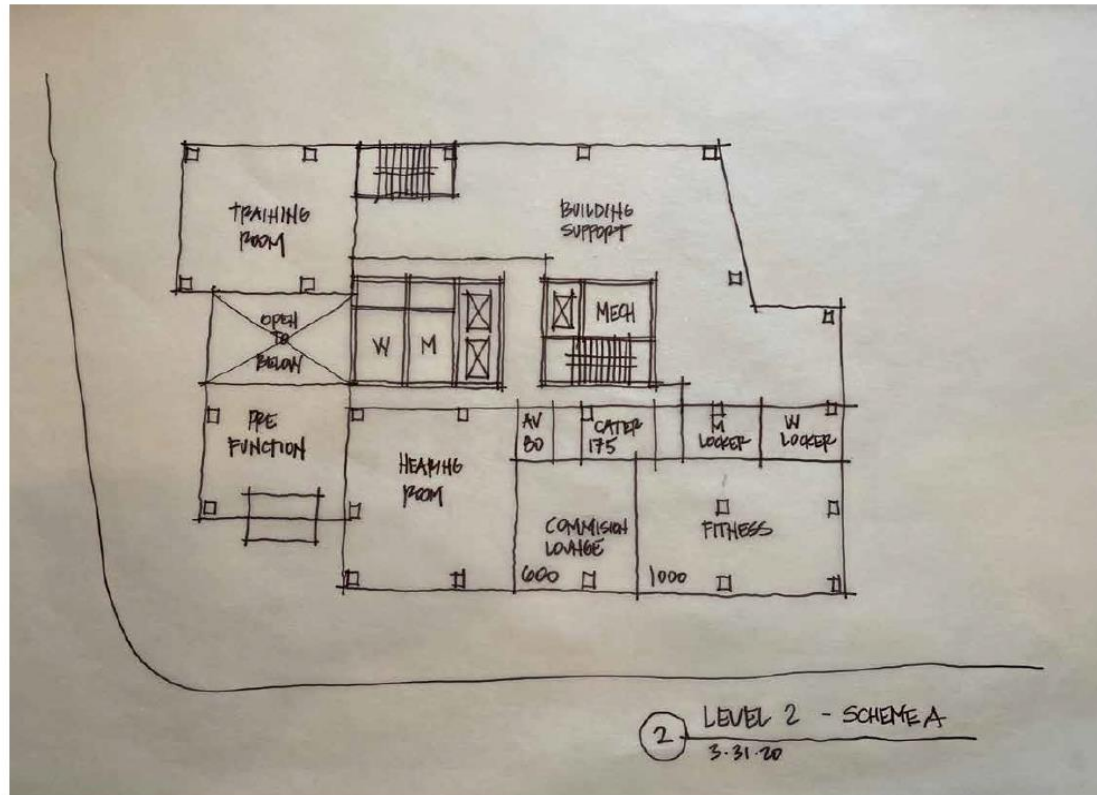 TRAINING
ROOM
BUILDING
SUPPORT
OPEN
TO
BELOW
W
M
MECH
PRE
FUNCTION
HEARING
ROOM
AV
80
CATER
175
M
LOCKER
W
LOCKER
COMMISION
LOUNGE
600
FITNESS
1000
2
LEVEL 2 - SCHEME A
3.31.20